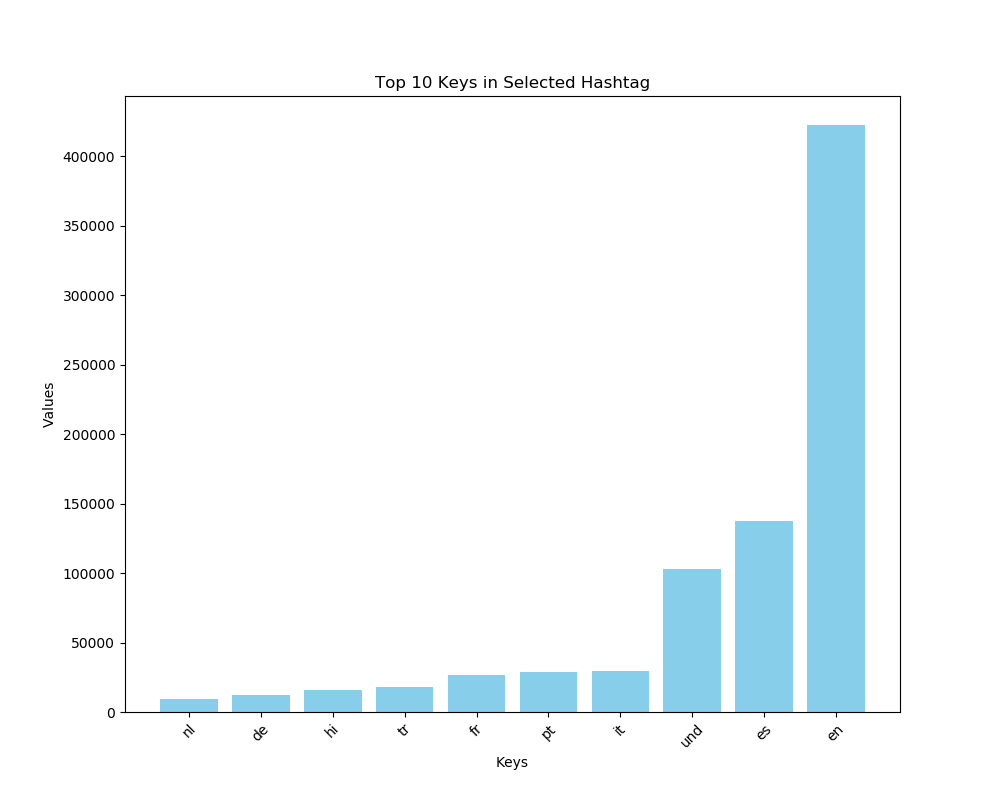 Top 10 Keys in Selected Hashtag
400000
350000
300000
250000
200000
150000
100000
50000
0
Values
nl
de
hi
tr
fr
pt
it
und
es
en
Keys